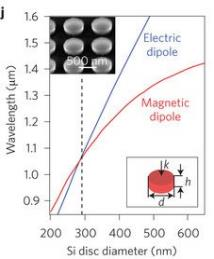 j
1.6
1.5
1.4
1.3
1.2
1.1
1.0
0.9
Wavelength (μm)
500 nm
Electric
dipole
Magnetic
dipole
k
h
d
200 300 400 500 600
Si disc diameter (nm)